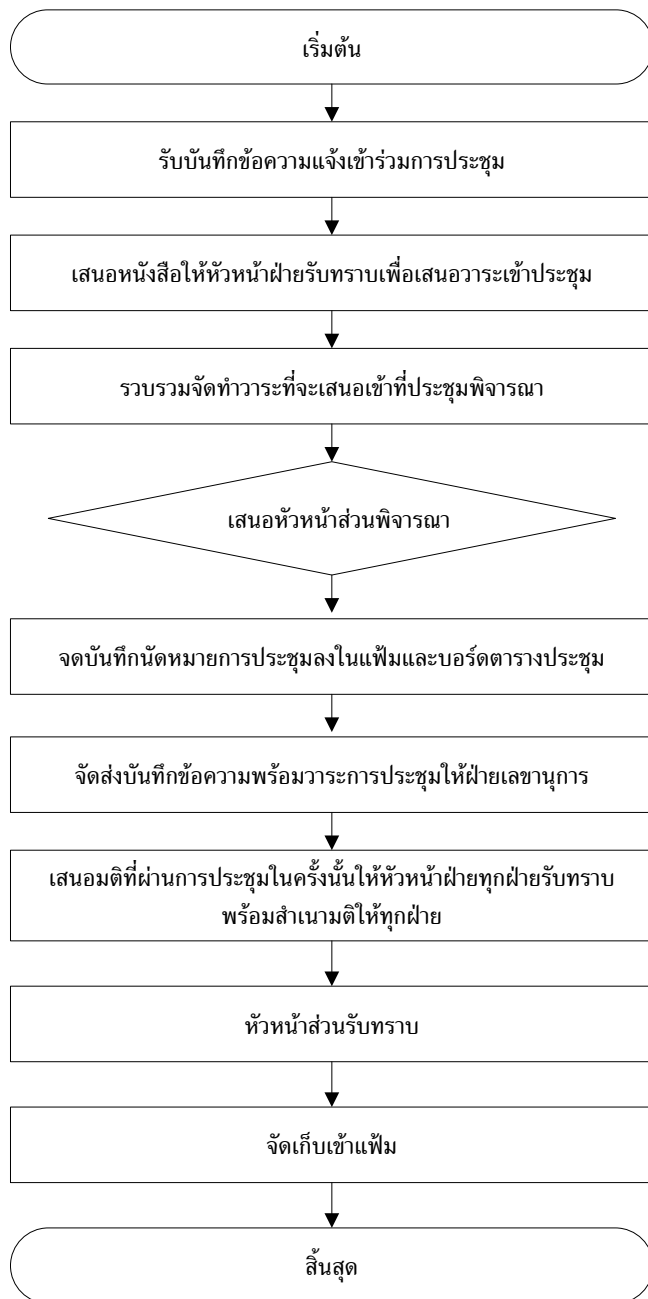 เริ่มต้น
รับบันทึกข้อความแจ้งเข้าร่วมการประชุม
เสนอหนังสือให้หัวหน้าฝ่ายรับทราบเพื่อเสนอวาระเข้าประชุม
รวบรวมจัดทำวาระที่จะเสนอเข้าที่ประชุมพิจารณา
เสนอหัวหน้าส่วนพิจารณา
จดบันทึกนัดหมายการประชุมลงในแฟ้มและบอร์ดตารางประชุม
จัดส่งบันทึกข้อความพร้อมวาระการประชุมให้ฝ่ายเลขานุการ
เสนอมติที่ผ่านการประชุมในครั้งนั้นให้หัวหน้าฝ่ายทุกฝ่ายรับทราบ
พร้อมสำเนามติให้ทุกฝ่าย
หัวหน้าส่วนรับทราบ
จัดเก็บเข้าแฟ้ม
สิ้นสุด